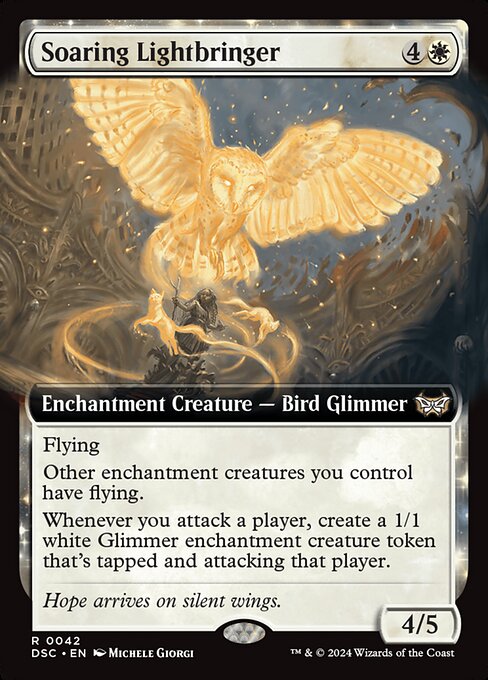 Soaring Lightbringer 4
Enchantment Creature — Bird Glimmer
Flying
Other enchantment creatures you control
have flying.
Whenever you attack a player, create a 1/1
white Glimmer enchantment creature token
that's tapped and attacking that player.
Hope arrives on silent wings.
4/5
R 0042
DSC • EN Michele Giorgi
™ & © 2024 Wizards of the Coast